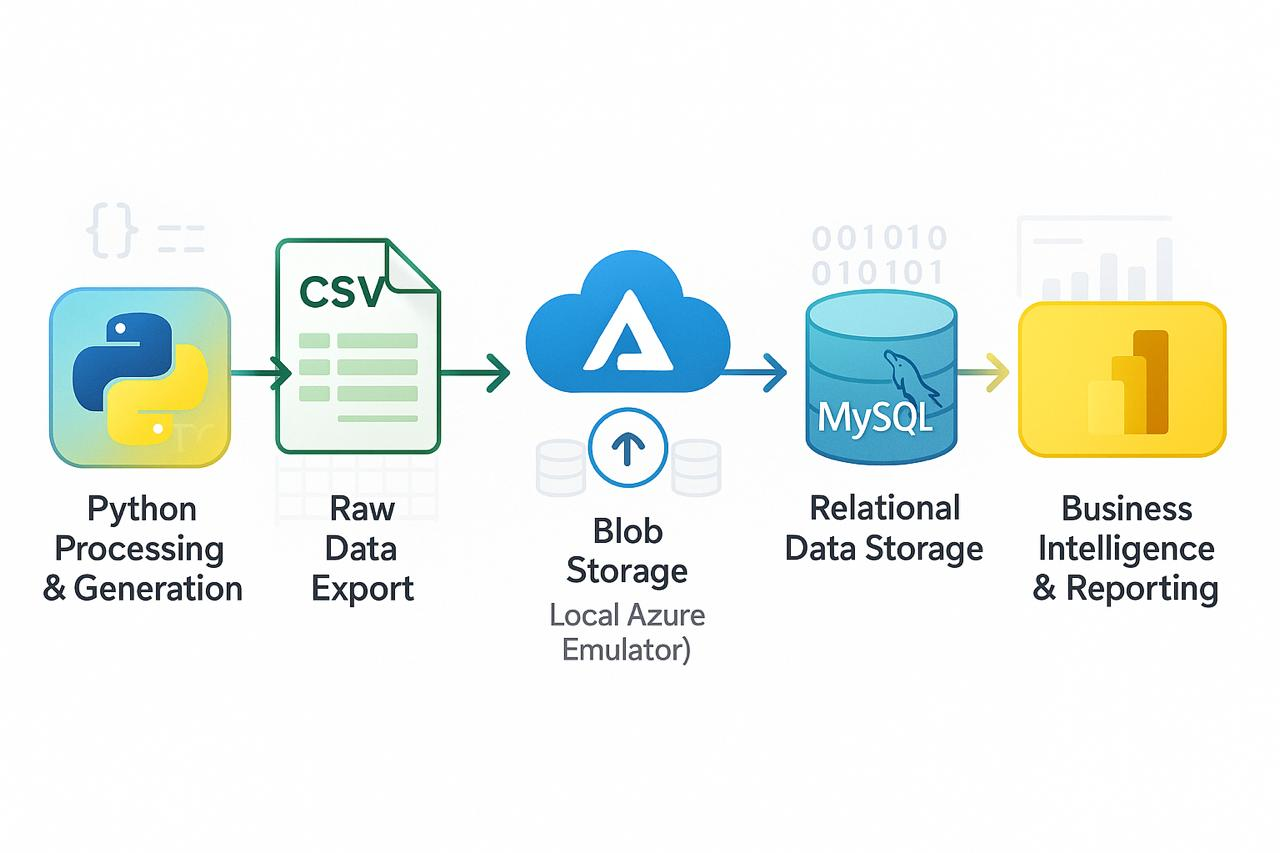 {} ==
001010
010101
CSV
MySQL
Python
Processing
& Generation
Raw
Data
Export
Blob
Storage
Local Azure
Emulator)
Relational
Data Storage
Business
Intelligence
& Reporting